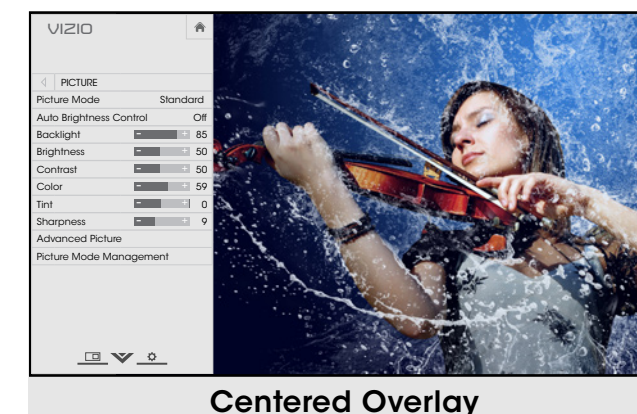 VIZIO
PICTURE
Picture Mode Standard
Auto Brightness Control Off
Backlight - + 85
Brightness - + 50
Contrast - + 50
Color - + 59
Tint - + 0
Sharpness - + 9
Advanced Picture
Picture Mode Management
Centered Overlay